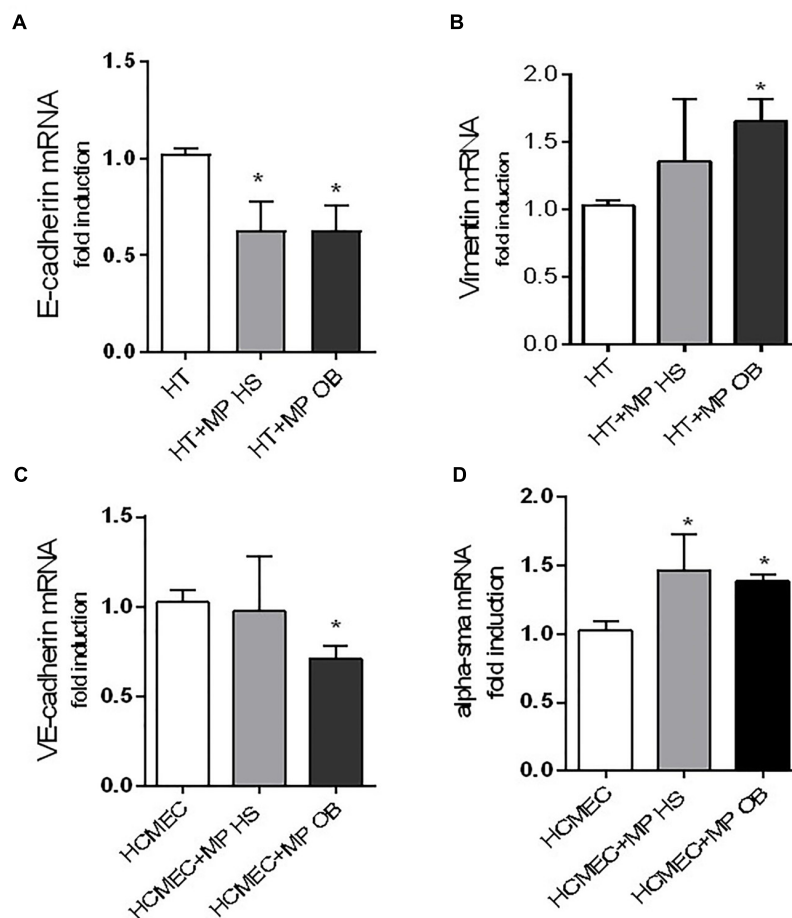 A
E-cadherin mRNA
fold induction
1.5
1.0
0.5
0.0
*
*
HT
HT+MP HS
HT+MP OB
B
Vimentin mRNA
fold induction
2.0
1.5
1.0
0.5
0.0
*
HT
HT+MP HS
HT+MP OB
C
VE-cadherin mRNA
fold induction
1.5
1.0
0.5
0.0
*
HCMEC
HCMEC+MP HS
HCMEC+MP OB
D
alpha-sma mRNA
fold induction
2.0
1.5
1.0
0.5
0.0
*
*
HCMEC
HCMEC+MP HS
HCMEC+MP OB